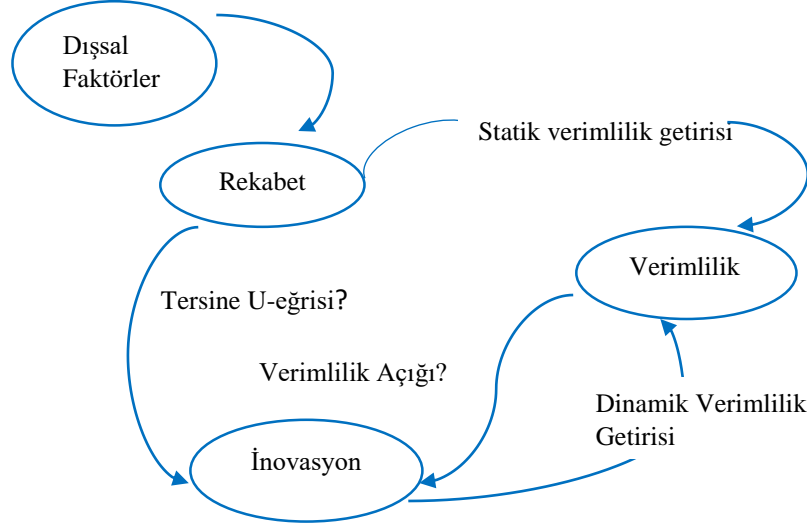 Dışsal
Faktörler
Statik verimlilik getirisi
Rekabet
Verimlilik
Tersine U-eğrisi?
Verimlilik Açığı?
Dinamik Verimlilik
Getirisi
İnovasyon